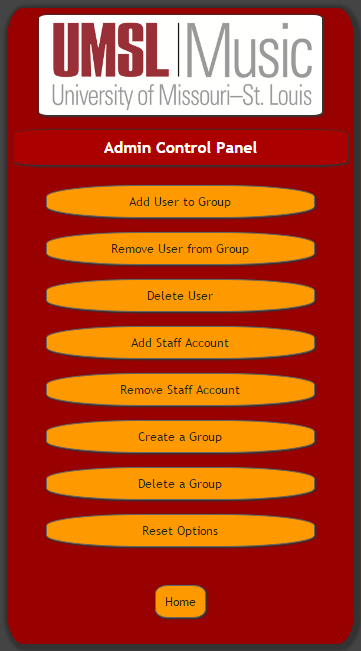 UMSL Music
University of Missouri–St. Louis
Admin Control Panel
Add User to Group
Remove User from Group
Delete User
Add Staff Account
Remove Staff Account
Create a Group
Delete a Group
Reset Options
Home